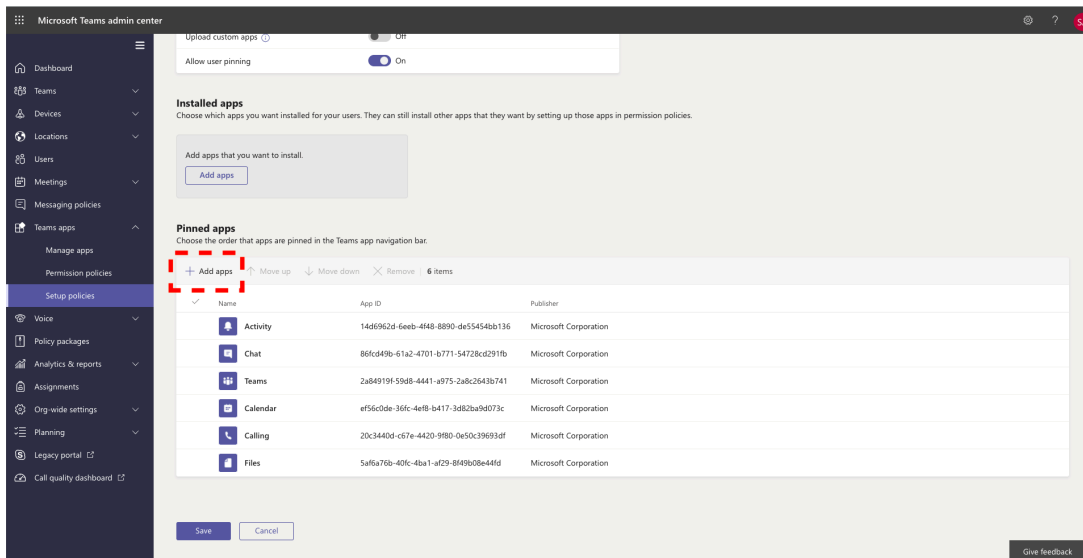 Microsoft Teams admin center
?
Upload custom apps
Off
Allow user pinning
On
Dashboard
Teams
Devices
Locations
Users
Meetings
Messaging policies
Teams apps
Manage apps
Permission policies
Setup policies
Voice
Policy packages
Analytics & reports
Assignments
Org-wide settings
Planning
Legacy portal
Call quality dashboard
Installed apps
Choose which apps you want installed for your users. They can still install other apps that they want by setting up those apps in permission policies.
Add apps that you want to install.
Add apps
Pinned apps
Choose the order that apps are pinned in the Teams app navigation bar.
+ Add apps ↑ Move up ↓ Move down × Remove | 6 items
Name App ID Publisher
Activity 14d6962d-6eeb-4f48-8890-de55454bb136 Microsoft Corporation
Chat 86fcd49b-61a2-4701-b771-54728cd291fb Microsoft Corporation
Teams 2a84919f-59d8-4441-a975-2a8c2643b741 Microsoft Corporation
Calendar ef56c0de-36fc-4ef8-b417-3d82ba9d073c Microsoft Corporation
Calling 20c3440d-c67e-4420-9f80-0e50c39693df Microsoft Corporation
Files 5af6a76b-40fc-4ba1-af29-8f49b08e44fd Microsoft Corporation
Save Cancel
Give feedback